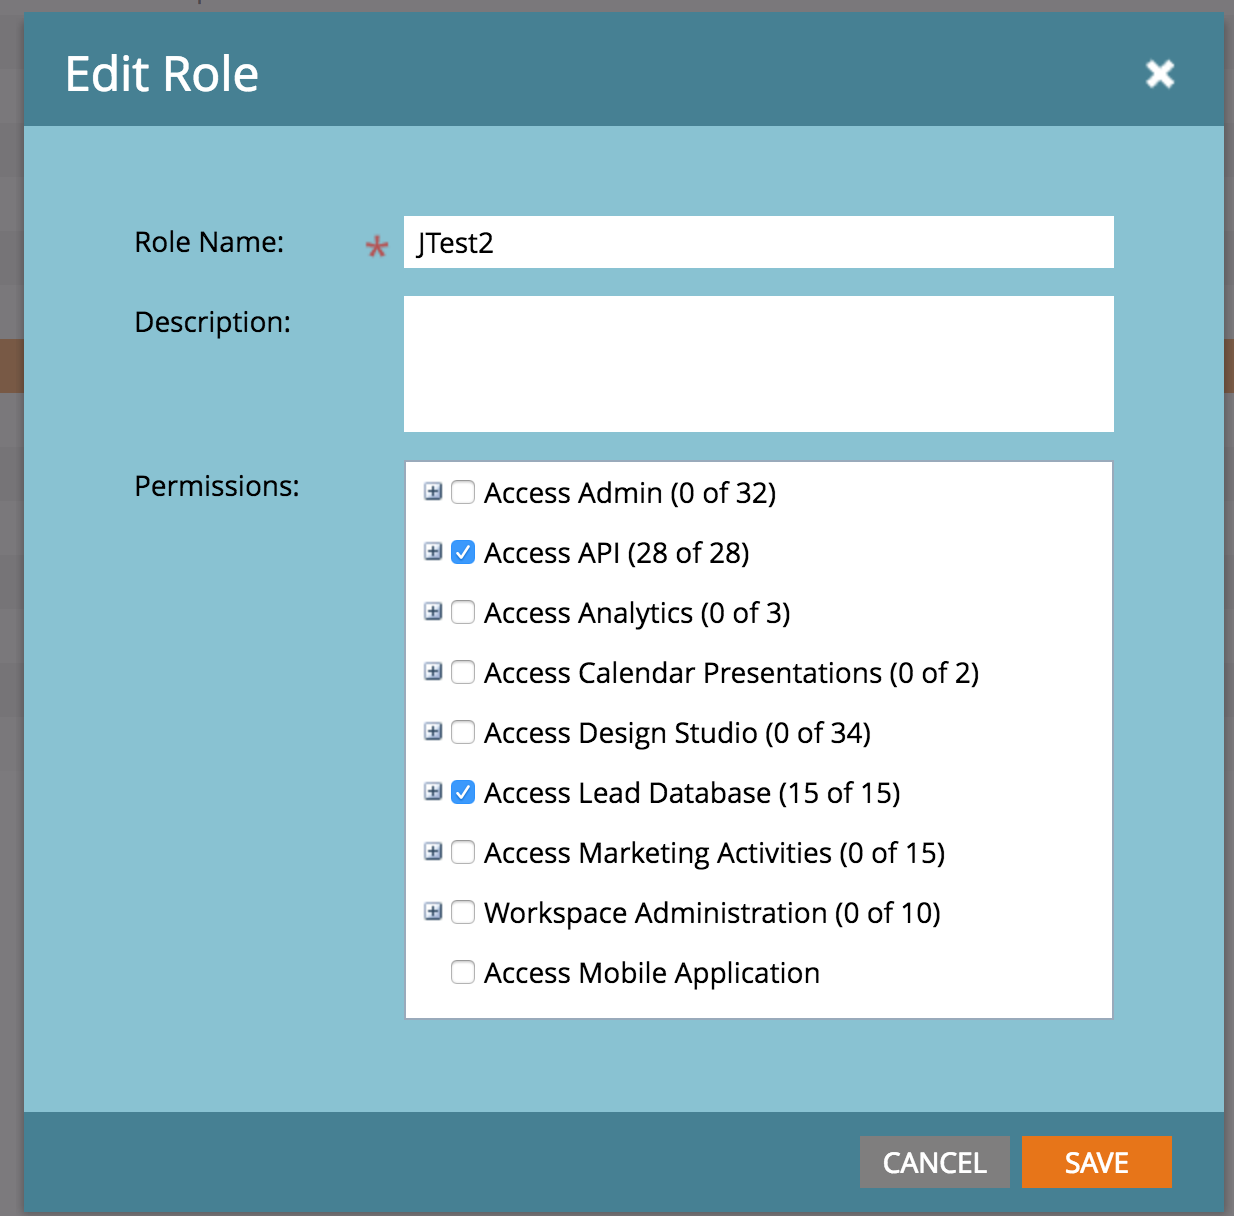 Edit Role
Role Name: * JTest2
Description:
Permissions:
Access Admin (0 of 32)
Access API (28 of 28)
Access Analytics (0 of 3)
Access Calendar Presentations (0 of 2)
Access Design Studio (0 of 34)
Access Lead Database (15 of 15)
Access Marketing Activities (0 of 15)
Workspace Administration (0 of 10)
Access Mobile Application
CANCEL SAVE